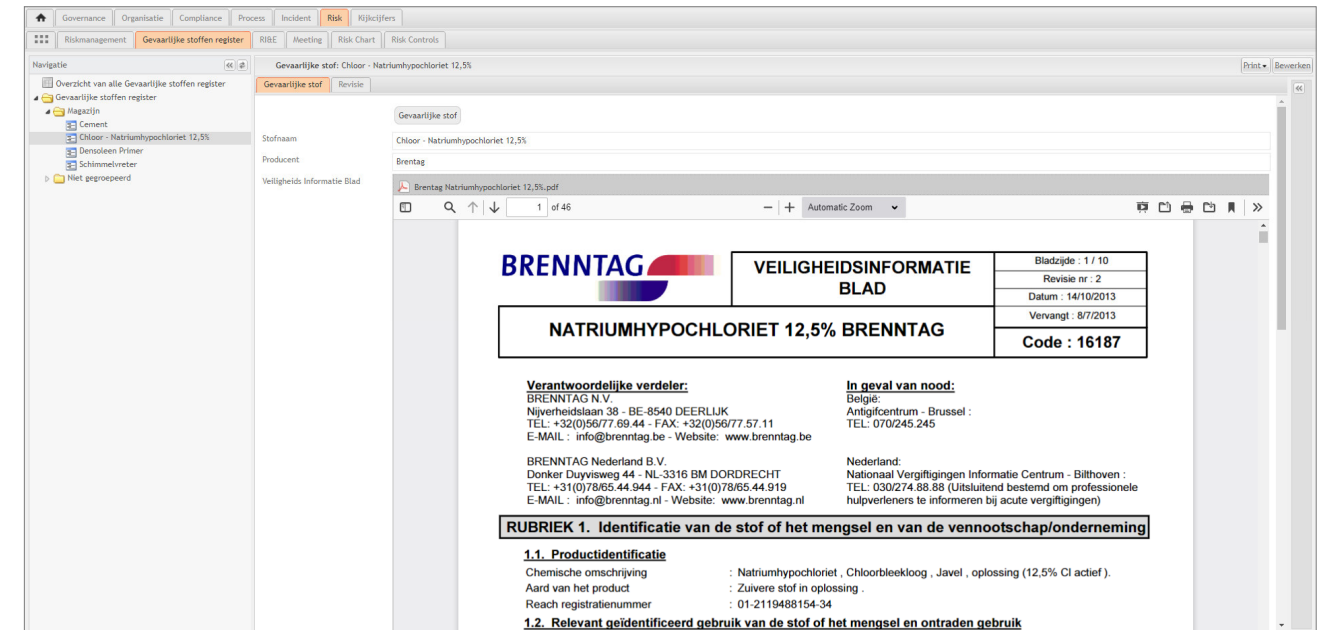 Governance Organisatie Compliance Process Incident Risk Kijkcijfers
Riskmanagement Gevaarlijke stoffen register RI&E Meeting Risk Chart Risk Controls
Navigatie
Overzicht van alle Gevaarlijke stoffen register
Gevaarlijke stoffen register
Magazijn
Cement
Chloor - Natriumhypochloriet 12,5%
Densoleen Primer
Schimmelvreter
Niet gegroepeerd
Gevaarlijke stof: Chloor - Natriumhypochloriet 12,5%
Print Bewerken
Gevaarlijke stof Revisie
Gevaarlijke stof
Stofnaam Chloor - Natriumhypochloriet 12,5%
Producent Brentag
Veiligheids Informatie Blad Brentag Natriumhypochloriet 12,5%.pdf
1 of 46 Automatic Zoom
BRENNTAG
VEILIGHEIDSINFORMATIE
BLAD
Bladzijde : 1 / 10
Revisie nr : 2
Datum : 14/10/2013
Vervangt : 8/7/2013
NATRIUMHYPOCHLORIET 12,5% BRENNTAG
Code : 16187
Verantwoordelijke verdeler:
BRENNTAG N.V.
Nijverheidslaan 38 - BE-8540 DEERLIJK
TEL: +32(0)56/77.69.44 - FAX: +32(0)56/77.57.11
E-MAIL : info@brenntag.be - Website: www.brenntag.be
In geval van nood:
België:
Antigifcentrum - Brussel :
TEL: 070/245.245
BRENNTAG Nederland B.V.
Donker Duyvisweg 44 - NL-3316 BM DORDRECHT
TEL: +31(0)78/65.44.944 - FAX: +31(0)78/65.44.919
E-MAIL : info@brenntag.nl - Website: www.brenntag.nl
Nederland:
Nationaal Vergiftigingen Informatie Centrum - Bilthoven :
TEL: 030/274.88.88 (Uitsluitend bestemd om professionele
hulpverleners te informeren bij acute vergiftigingen)
RUBRIEK 1. Identificatie van de stof of het mengsel en van de vennootschap/onderneming
1.1. Productidentificatie
Chemische omschrijving : Natriumhypochloriet , Chloorbleekloog , Javel , oplossing (12,5% Cl actief ).
Aard van het product : Zuivere stof in oplossing .
Reach registratienummer : 01-2119488154-34
1.2. Relevant geïdentificeerd gebruik van de stof of het mengsel en ontraden gebruik